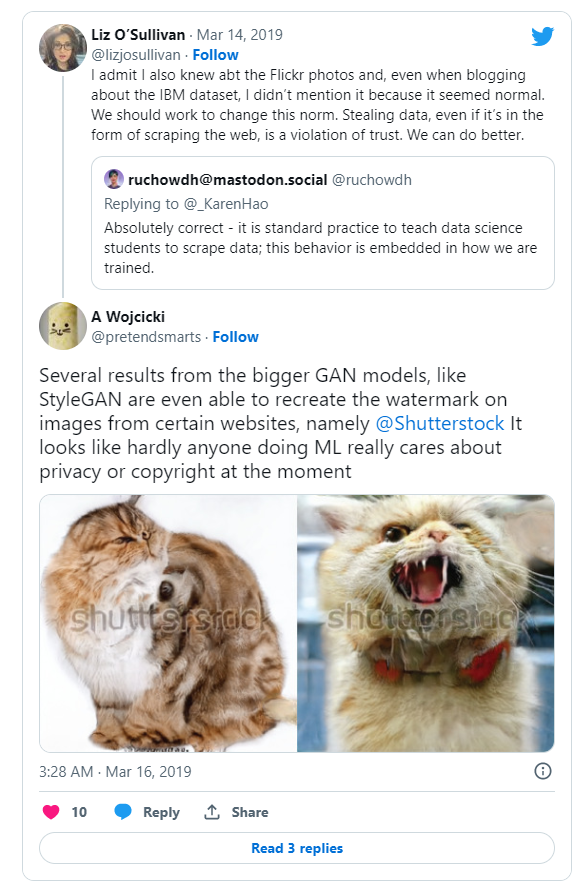 Liz O'Sullivan · Mar 14, 2019
@lizjosullivan · Follow
I admit I also knew abt the Flickr photos and, even when blogging
about the IBM dataset, I didn't mention it because it seemed normal.
We should work to change this norm. Stealing data, even if it's in the
form of scraping the web, is a violation of trust. We can do better.
ruchowdh@mastodon.social @ruchowdh
Replying to @_KarenHao
Absolutely correct - it is standard practice to teach data science
students to scrape data; this behavior is embedded in how we are
trained.
A Wojcicki
@pretendsmarts · Follow
Several results from the bigger GAN models, like
StyleGAN are even able to recreate the watermark on
images from certain websites, namely @Shutterstock It
looks like hardly anyone doing ML really cares about
privacy or copyright at the moment
3:28 AM · Mar 16, 2019
10 Reply Share
Read 3 replies